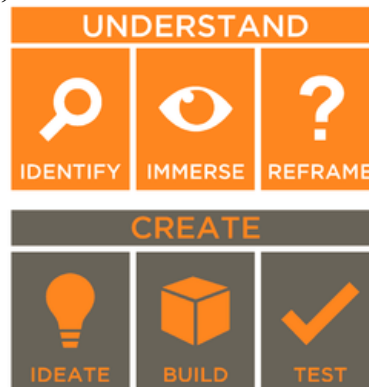 UNDERSTAND
IDENTIFY IMMERSE REFRAME
CREATE
IDEATE BUILD TEST